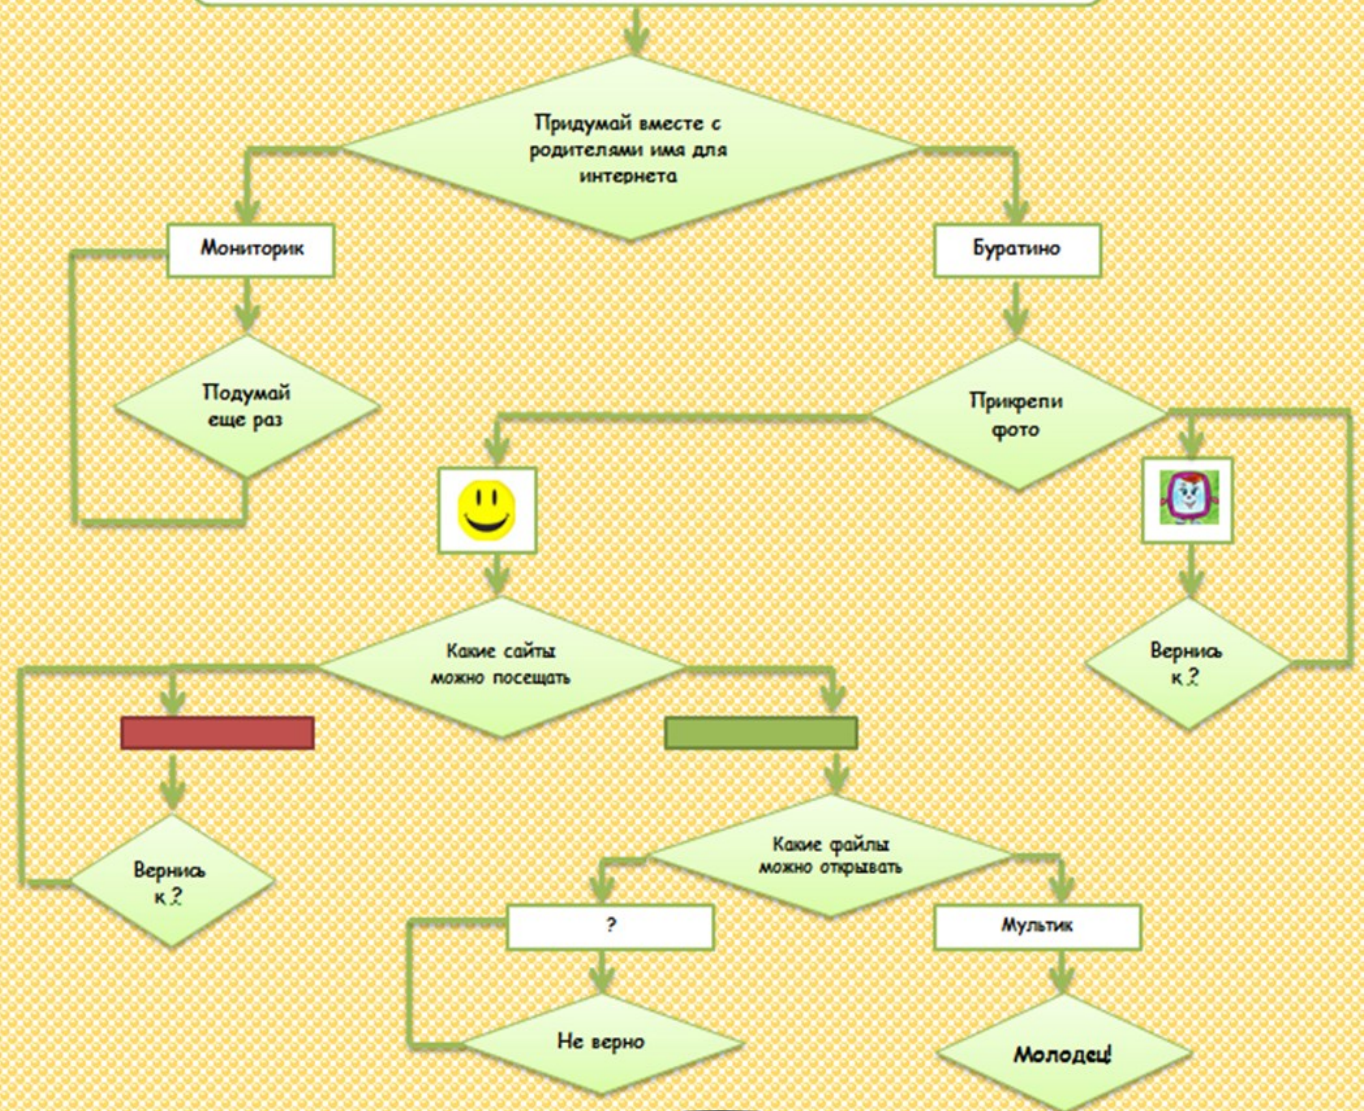 Придумай вместе с
родителями имя для
интернета
Мониторик
Буратино
Подумай
еще раз
Прикрепи
фото
Какие сайты
можно посещать
Вернись
к ?
Вернись
к ?
Какие файлы
можно открывать
?
Мультик
Не верно
Молодец!